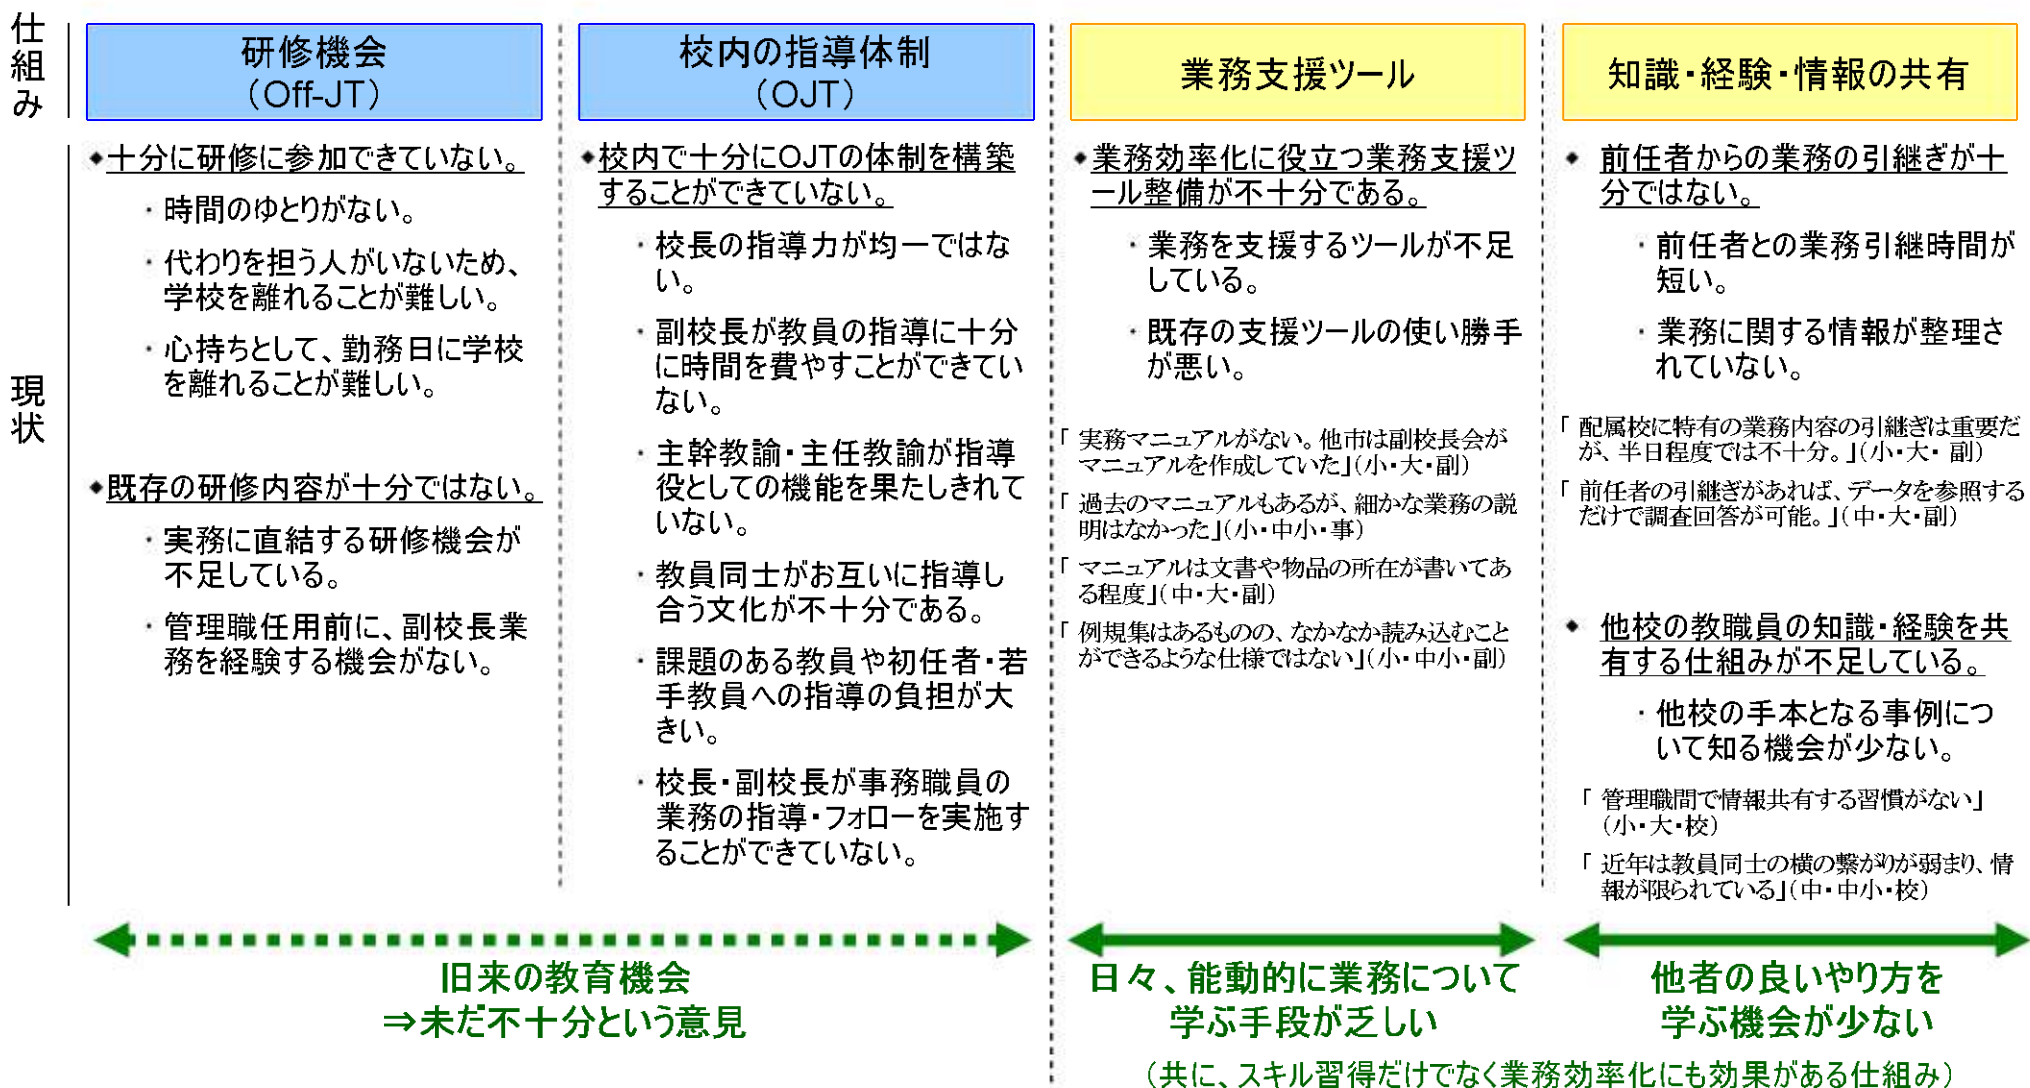 仕組み
研修機会
（Off-JT）
校内の指導体制
（OJT）
業務支援ツール
知識・経験・情報の共有
現状
◆十分に研修に参加できていない。
・時間のゆとりがない。
・代わりを担う人がいないため、
学校を離れることが難しい。
・心持ちとして、勤務日に学校
を離れることが難しい。
◆既存の研修内容が十分ではない。
・実務に直結する研修機会が
不足している。
・管理職任用前に、副校長業
務を経験する機会がない。
◆校内で十分にOJTの体制を構築
することができていない。
・校長の指導力が均一ではな
い。
・副校長が教員の指導に十分
に時間を費やすことができてい
ない。
・主幹教諭・主任教諭が指導
役としての機能を果たしきれて
いない。
・教員同士がお互いに指導し
合う文化が不十分である。
・課題のある教員や初任者・若
手教員への指導の負担が大
きい。
・校長・副校長が事務職員の
業務の指導・フォローを実施す
ることができていない。
◆業務効率化に役立つ業務支援ツ
ール整備が不十分である。
・業務を支援するツールが不足
している。
・既存の支援ツールの使い勝手
が悪い。
「実務マニュアルがない。他市は副校長会が
マニュアルを作成していた」（小・大・副）
「過去のマニュアルもあるが、細かな業務の説
明はなかった」（小・中小・事）
「マニュアルは文書や物品の所在が書いてあ
る程度」（中・大・副）
「例規集はあるものの、なかなか読み込むこと
ができるような仕様ではない」（小・中小・副）
◆前任者からの業務の引継ぎが十
分ではない。
・前任者との業務引継時間が
短い。
・業務に関する情報が整理さ
れていない。
「配属校に特有の業務内容の引継ぎは重要だ
が、半日程度では不十分。」（小・大・副）
「前任者の引継ぎがあれば、データを参照する
だけで調査回答が可能。」（中・大・副）
◆他校の教職員の知識・経験を共
有する仕組みが不足している。
・他校の手本となる事例につ
いて知る機会が少ない。
「管理職間で情報共有する習慣がない」
（小・大・校）
「近年は教員同士の横の繋がりが弱まり、情
報が限られている」（中・中小・校）
旧来の教育機会
⇒未だ不十分という意見
日々、能動的に業務について
学ぶ手段が乏しい
他者の良いやり方を
学ぶ機会が少ない
（共に、スキル習得だけでなく業務効率化にも効果がある仕組み）